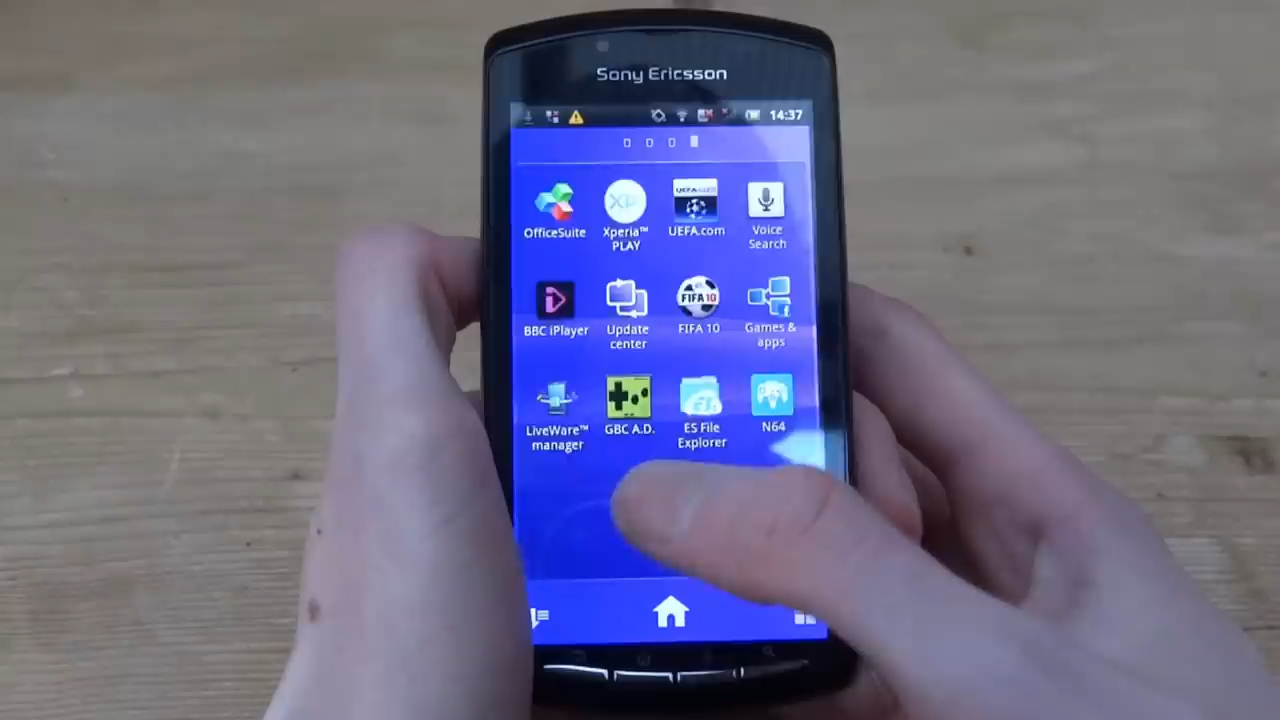 Sony Ericsson
14:37
OfficeSuite
Xperia™
PLAY
UEFA.com
Voice
Search
BBC iPlayer
Update
center
FIFA 10
Games &
apps
LiveWare™
manager
GBC A.D.
ES File
Explorer
N64